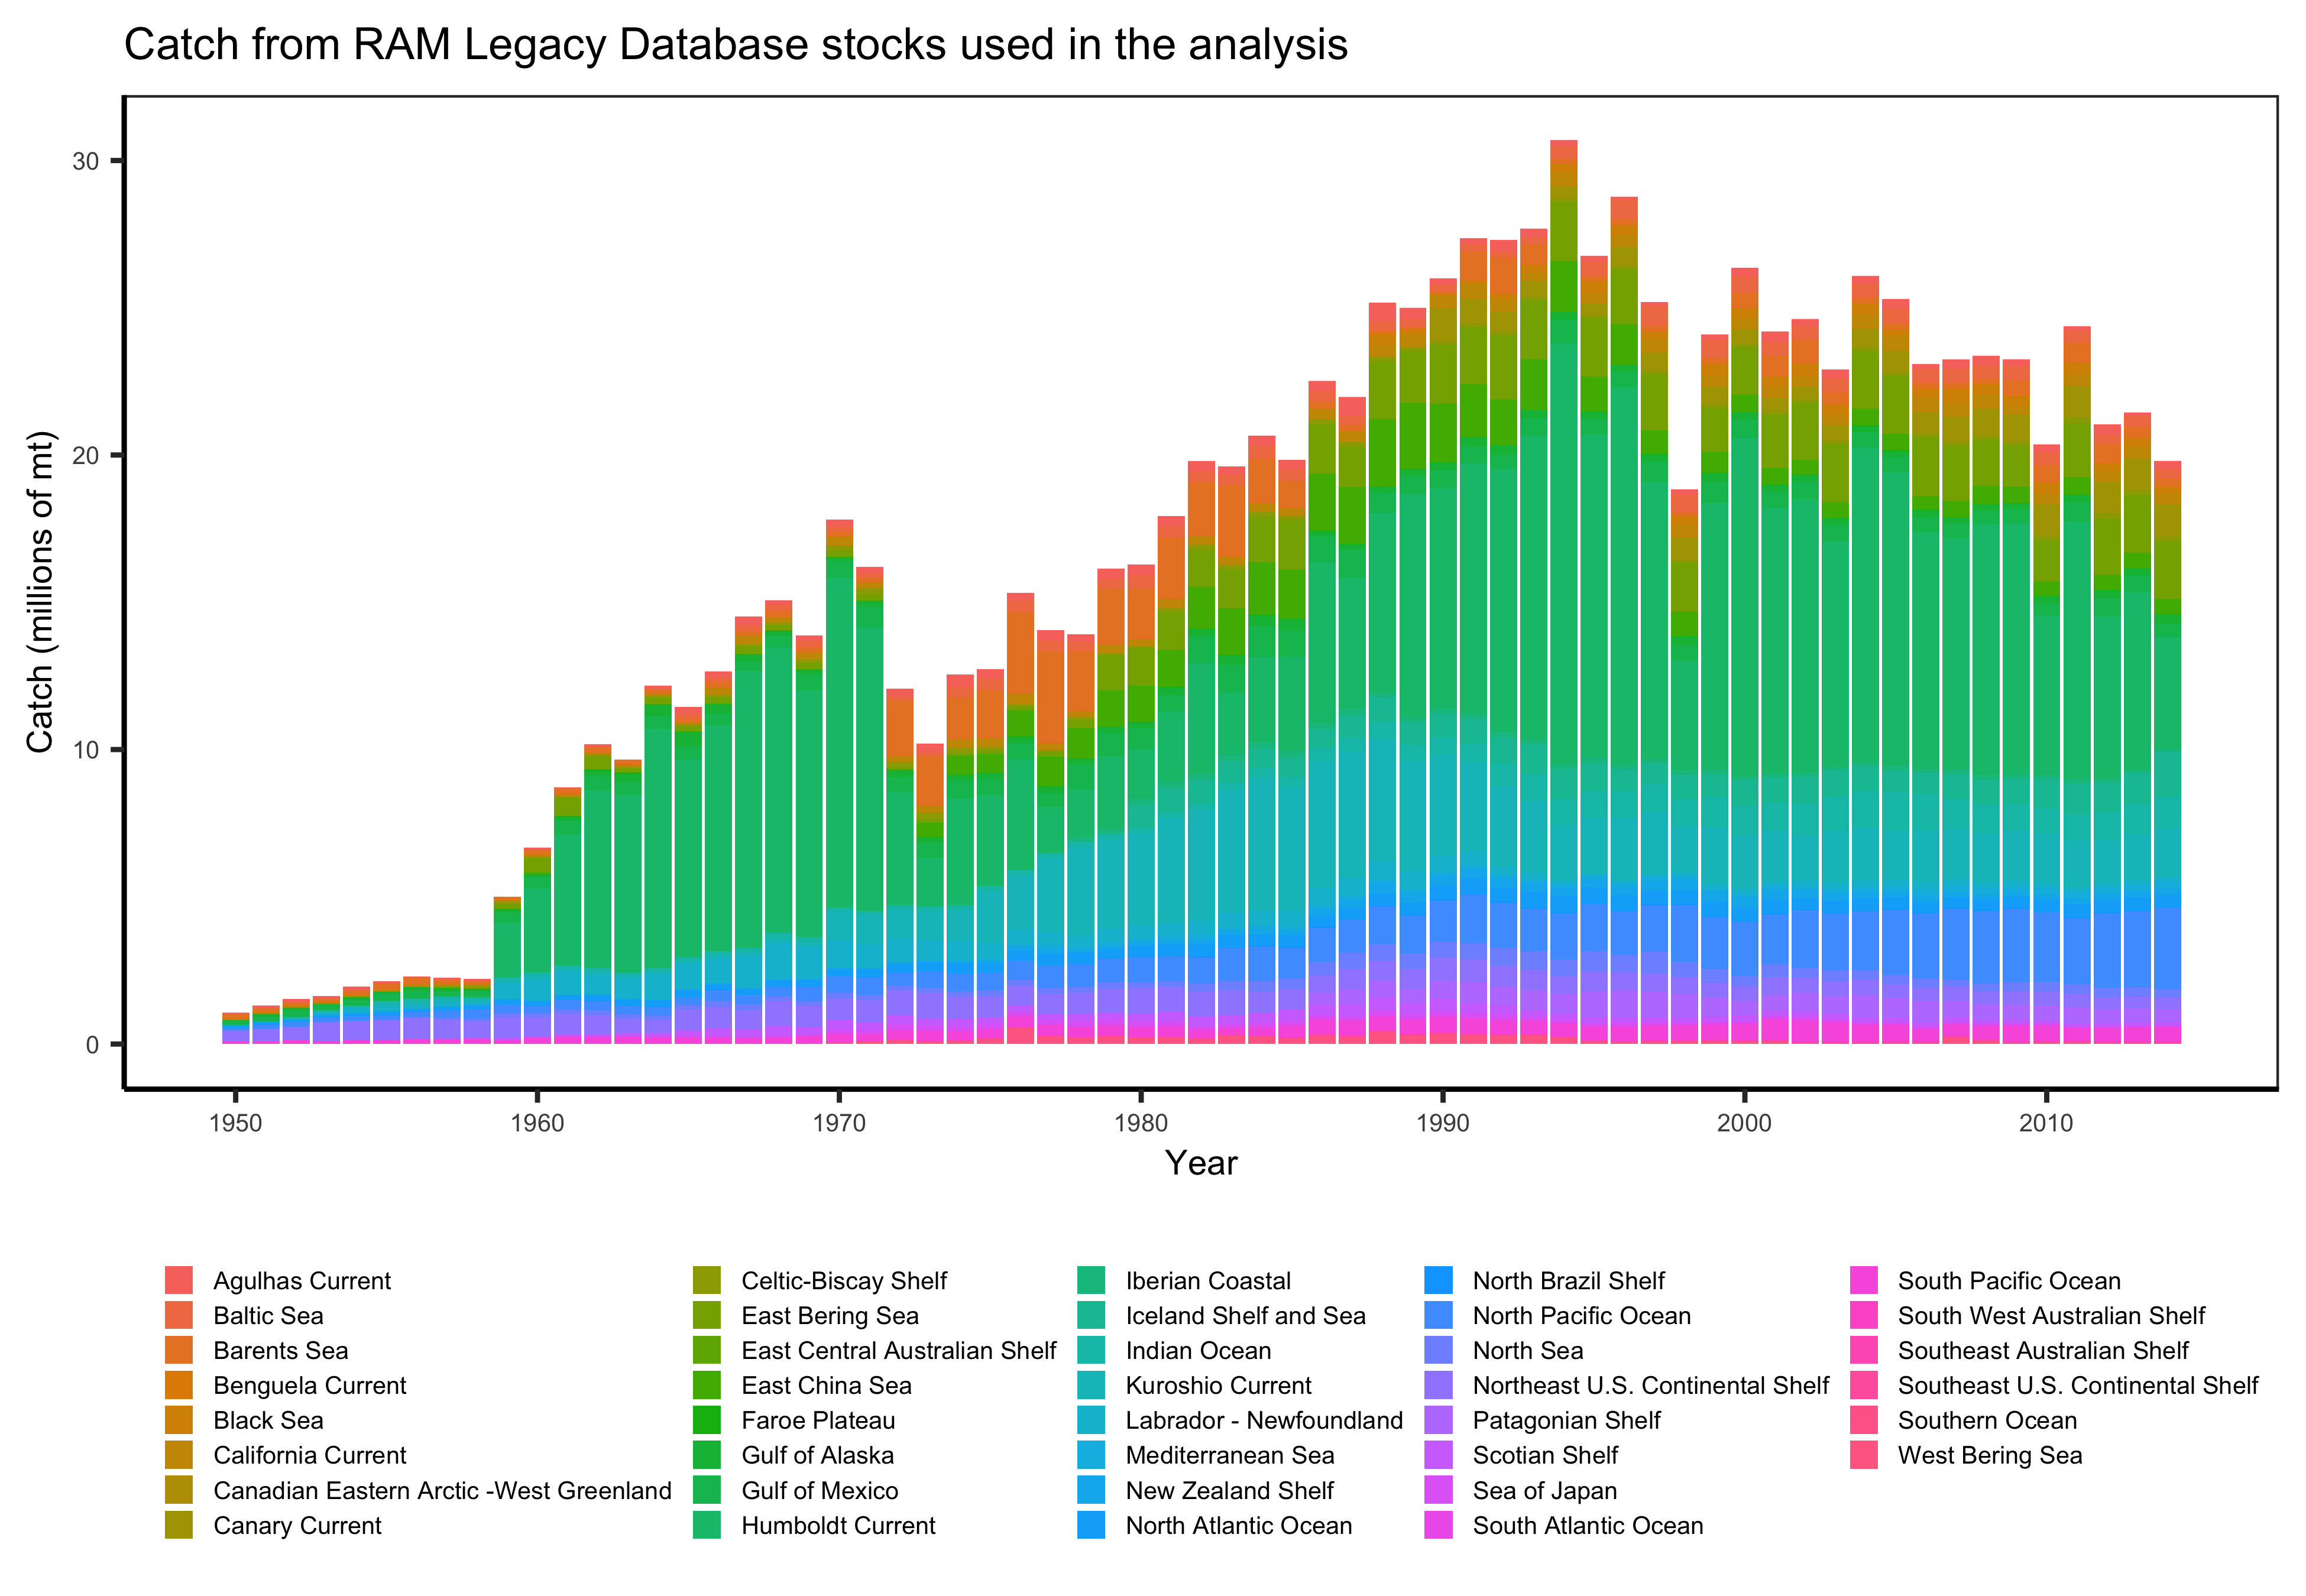 Catch from RAM Legacy Database stocks used in the analysis
30
20
10
0
Catch (millions of mt)
1950 1960 1970 1980 1990 2000 2010
Year
Agulhas Current
Baltic Sea
Barents Sea
Benguela Current
Black Sea
California Current
Canadian Eastern Arctic -West Greenland
Canary Current
Celtic-Biscay Shelf
East Bering Sea
East Central Australian Shelf
East China Sea
Faroe Plateau
Gulf of Alaska
Gulf of Mexico
Humboldt Current
Iberian Coastal
Iceland Shelf and Sea
Indian Ocean
Kuroshio Current
Labrador - Newfoundland
Mediterranean Sea
New Zealand Shelf
North Atlantic Ocean
North Brazil Shelf
North Pacific Ocean
North Sea
Northeast U.S. Continental Shelf
Patagonian Shelf
Scotian Shelf
Sea of Japan
South Atlantic Ocean
South Pacific Ocean
South West Australian Shelf
Southeast Australian Shelf
Southeast U.S. Continental Shelf
Southern Ocean
West Bering Sea